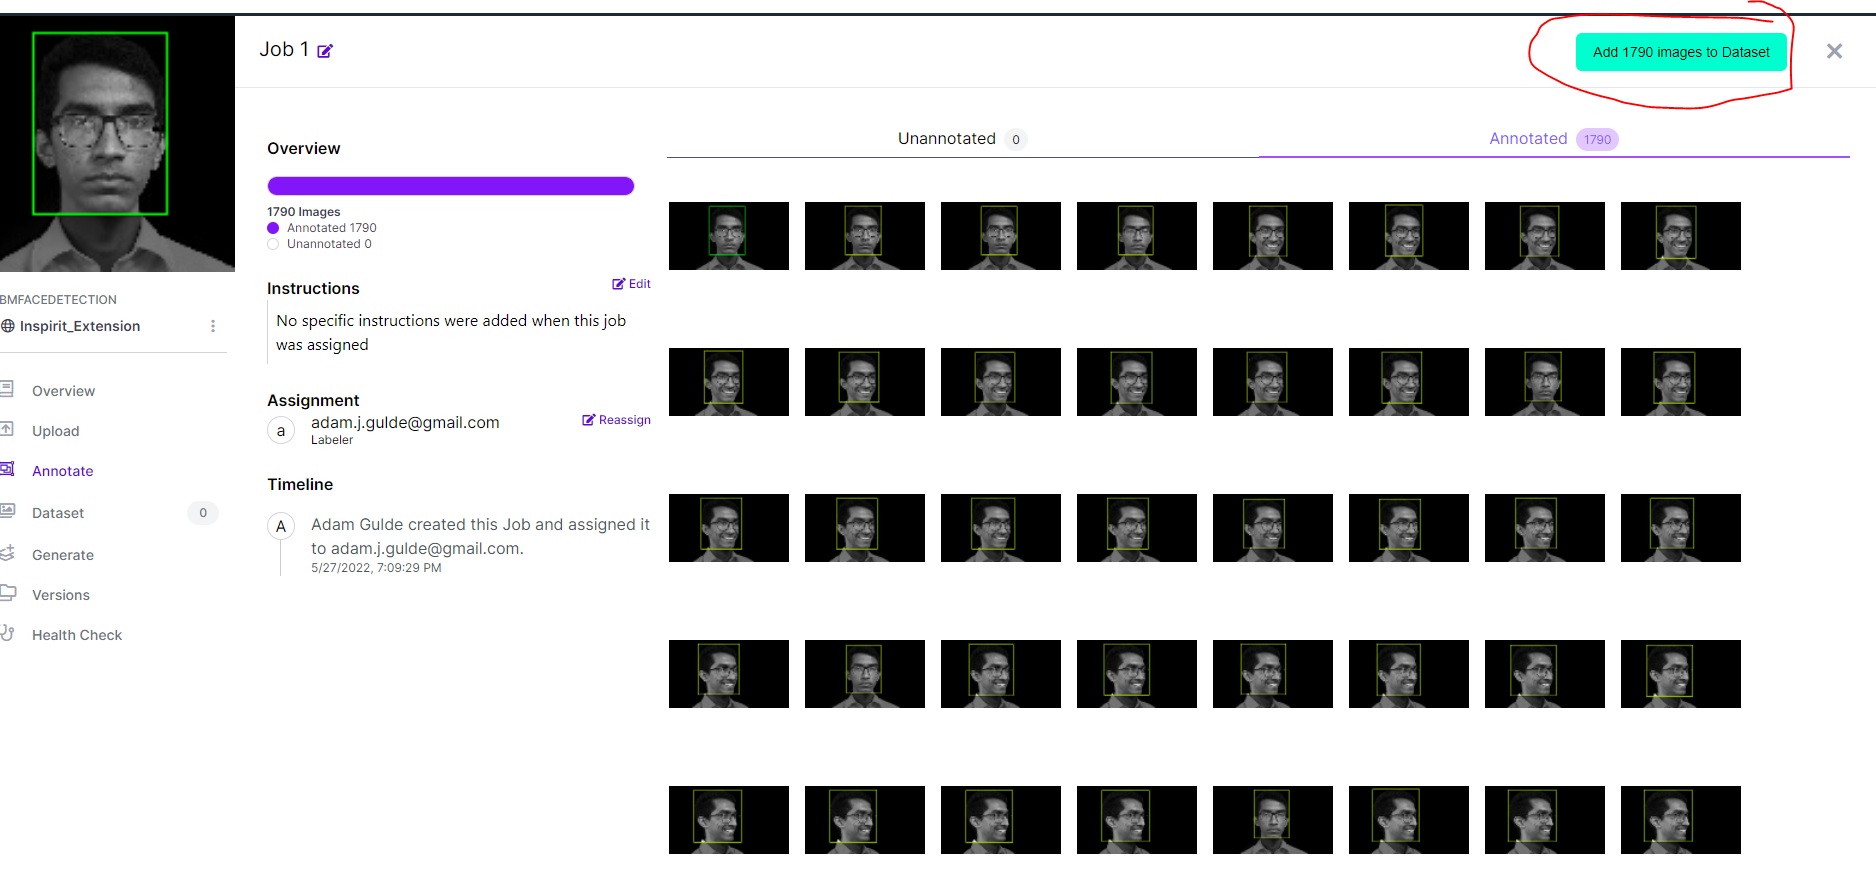 Job 1
Add 1790 images to Dataset
BMFACEDETECTION
Inspirit_Extension
Overview
Upload
Annotate
Dataset 0
Generate
Versions
Health Check
Overview
1790 Images
Annotated 1790
Unannotated 0
Instructions
Edit
No specific instructions were added when this job
was assigned
Assignment
a
adam.j.gulde@gmail.com
Labeler
Reassign
Timeline
A
Adam Gulde created this Job and assigned it
to adam.j.gulde@gmail.com.
5/27/2022, 7:09:29 PM
Unannotated 0
Annotated 1790